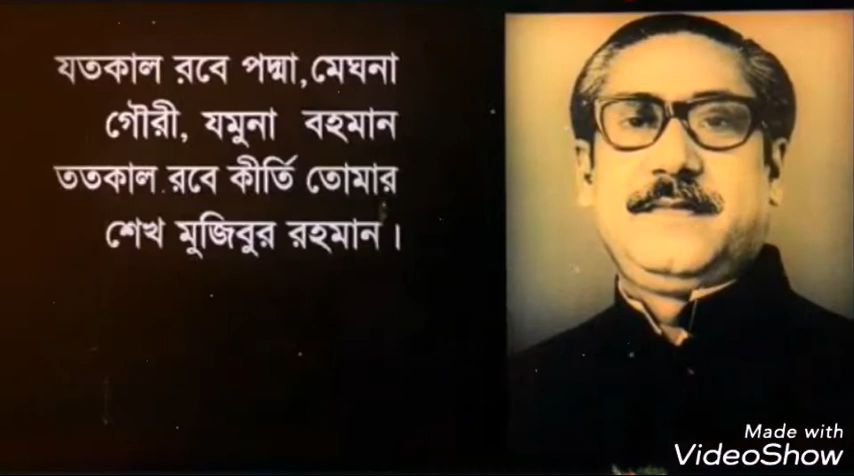 যতকাল রবে পদ্মা,মেঘনা
গৌরী, যমুনা বহমান
ততকাল রবে কীর্তি তোমার
শেখ মুজিবুর রহমান।
Made with
VideoShow